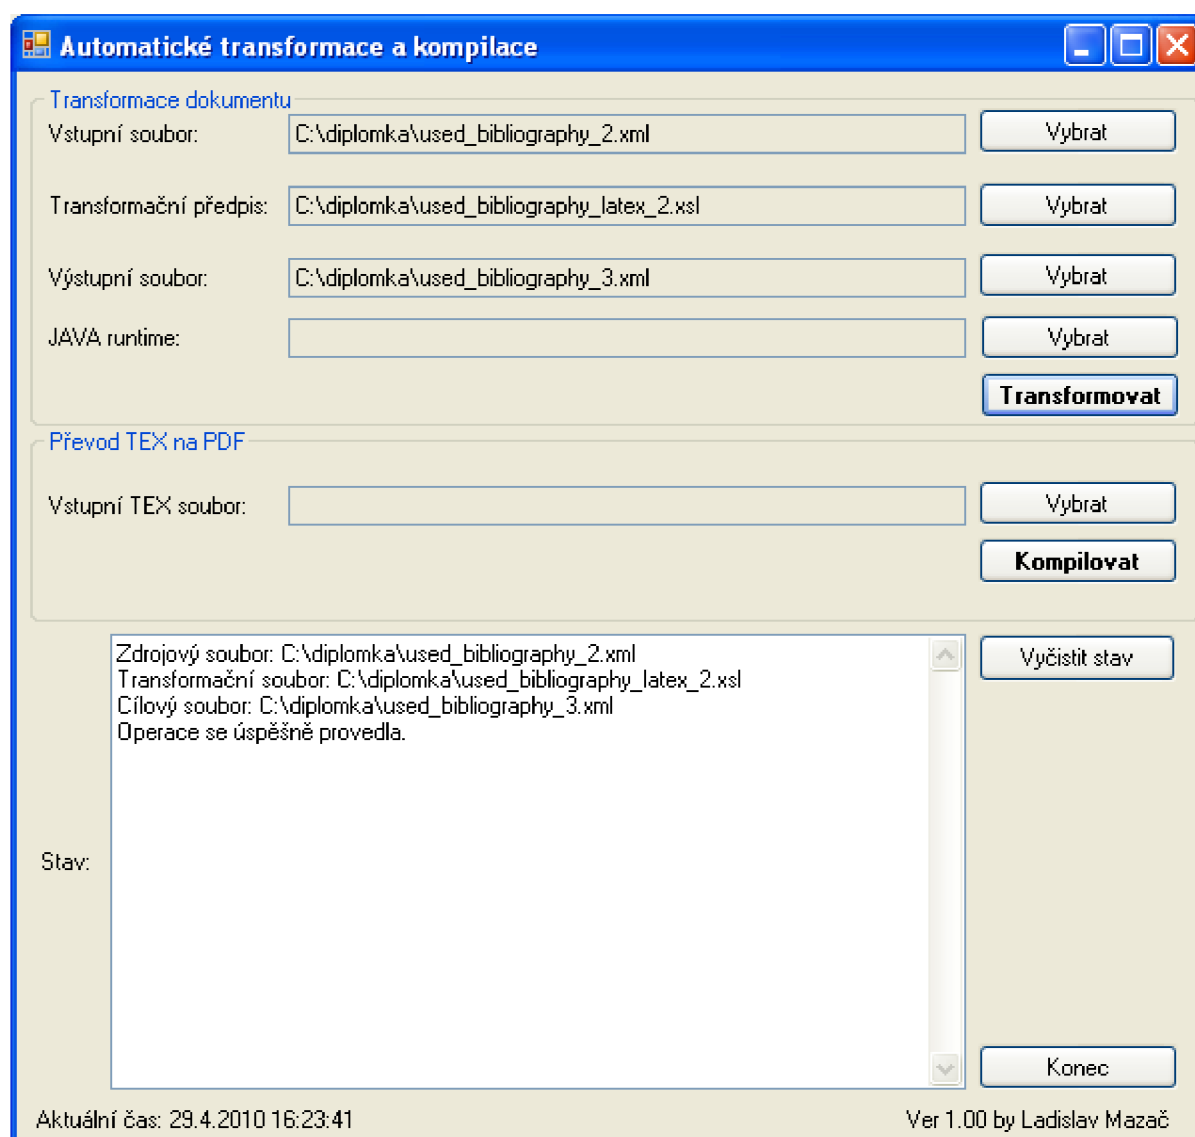 Automatické transformace a kompilace
Transformace dokumentu
Vstupní soubor: C:\diplomka\used_bibliography_2.xml Vybrat
Transformační předpis: C:\diplomka\used_bibliography_latex_2.xsl Vybrat
Výstupní soubor: C:\diplomka\used_bibliography_3.xml Vybrat
JAVA runtime: Vybrat
Transformovat
Převod TEX na PDF
Vstupní TEX soubor: Vybrat
Kompilovat
Zdrojový soubor: C:\diplomka\used_bibliography_2.xml Vyčistit stav
Transformační soubor: C:\diplomka\used_bibliography_latex_2.xsl
Cílový soubor: C:\diplomka\used_bibliography_3.xml
Operace se úspěšně provedla.
Stav:
Konec
Aktuální čas: 29.4.2010 16:23:41 Ver 1.00 by Ladislav Mazač